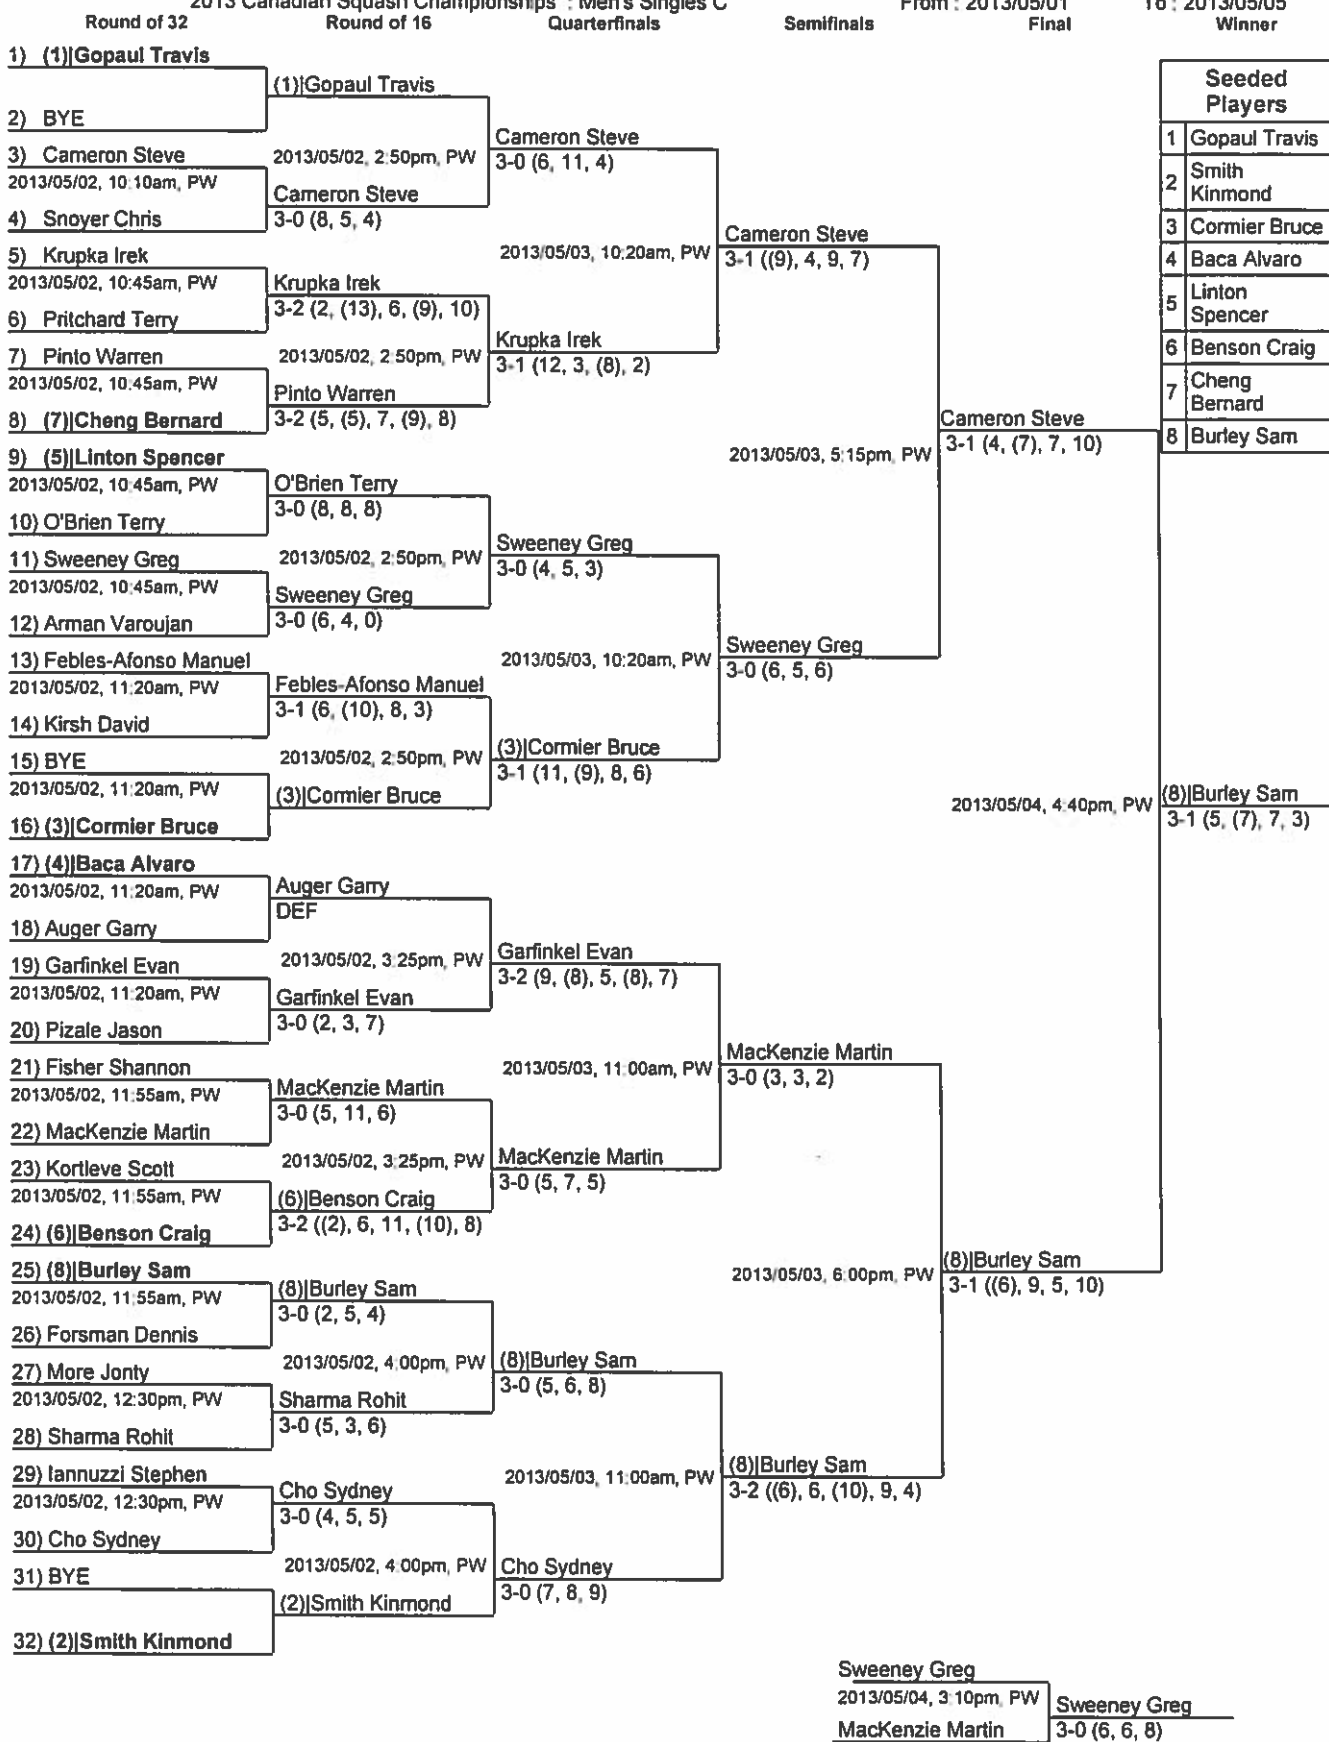 2013 Canadian Squash Championships : Men's Singles C From : 2013/05/01 To : 2013/05/05
Round of 32 Round of 16 Quarterfinals Semifinals Final Winner
1) (1)|Gopaul Travis
2) BYE
3) Cameron Steve
2013/05/02, 10:10am, PW
4) Snoyer Chris
5) Krupka Irek
2013/05/02, 10:45am, PW
6) Pritchard Terry
7) Pinto Warren
2013/05/02, 10:45am, PW
8) (7)|Cheng Bernard
9) (5)|Linton Spencer
2013/05/02, 10:45am, PW
10) O'Brien Terry
11) Sweeney Greg
2013/05/02, 10:45am, PW
12) Arman Varoujan
13) Febles-Afonso Manuel
2013/05/02, 11:20am, PW
14) Kirsh David
15) BYE
2013/05/02, 11:20am, PW
16) (3)|Cormier Bruce
17) (4)|Baca Alvaro
2013/05/02, 11:20am, PW
18) Auger Garry
19) Garfinkel Evan
2013/05/02, 11:20am, PW
20) Pizale Jason
21) Fisher Shannon
2013/05/02, 11:55am, PW
22) MacKenzie Martin
23) Kortleve Scott
2013/05/02, 11:55am, PW
24) (6)|Benson Craig
25) (8)|Burley Sam
2013/05/02, 11:55am, PW
26) Forsman Dennis
27) More Jonty
2013/05/02, 12:30pm, PW
28) Sharma Rohit
29) Iannuzzi Stephen
2013/05/02, 12:30pm, PW
30) Cho Sydney
31) BYE
32) (2)|Smith Kinmond
(1)|Gopaul Travis
2013/05/02, 2:50pm, PW
Cameron Steve
3-0 (8, 5, 4)
Krupka Irek
3-2 (2, (13), 6, (9), 10)
2013/05/02, 2:50pm, PW
Pinto Warren
3-2 (5, (5), 7, (9), 8)
O'Brien Terry
3-0 (8, 8, 8)
2013/05/02, 2:50pm, PW
Sweeney Greg
3-0 (6, 4, 0)
Febles-Afonso Manuel
3-1 (6, (10), 8, 3)
2013/05/02, 2:50pm, PW
(3)|Cormier Bruce
Auger Garry
DEF
2013/05/02, 3:25pm, PW
Garfinkel Evan
3-0 (2, 3, 7)
MacKenzie Martin
3-0 (5, 11, 6)
2013/05/02, 3:25pm, PW
(6)|Benson Craig
3-2 ((2), 6, 11, (10), 8)
(8)|Burley Sam
3-0 (2, 5, 4)
2013/05/02, 4:00pm, PW
Sharma Rohit
3-0 (5, 3, 6)
Cho Sydney
3-0 (4, 5, 5)
2013/05/02, 4:00pm, PW
(2)|Smith Kinmond
Cameron Steve
3-0 (6, 11, 4)
2013/05/03, 10:20am, PW
Krupka Irek
3-1 (12, 3, (8), 2)
Sweeney Greg
3-0 (4, 5, 3)
2013/05/03, 10:20am, PW
(3)|Cormier Bruce
3-1 (11, (9), 8, 6)
Garfinkel Evan
3-2 (9, (8), 5, (8), 7)
2013/05/03, 11:00am, PW
MacKenzie Martin
3-0 (5, 7, 5)
(8)|Burley Sam
3-0 (5, 6, 8)
2013/05/03, 11:00am, PW
Cho Sydney
3-0 (7, 8, 9)
Cameron Steve
3-1 ((9), 4, 9, 7)
2013/05/03, 5:15pm, PW
Sweeney Greg
3-0 (6, 5, 6)
MacKenzie Martin
3-0 (3, 3, 2)
2013/05/03, 6:00pm, PW
(8)|Burley Sam
3-2 ((6), 6, (10), 9, 4)
Cameron Steve
3-1 (4, (7), 7, 10)
2013/05/04, 4:40pm, PW
(8)|Burley Sam
3-1 ((6), 9, 5, 10)
(8)|Burley Sam
3-1 (5, (7), 7, 3)
Seeded
Players
1 Gopaul Travis
2 Smith
Kinmond
3 Cormier Bruce
4 Baca Alvaro
5 Linton
Spencer
6 Benson Craig
7 Cheng
Bernard
8 Burley Sam
Sweeney Greg
2013/05/04, 3:10pm, PW
MacKenzie Martin
Sweeney Greg
3-0 (6, 6, 8)